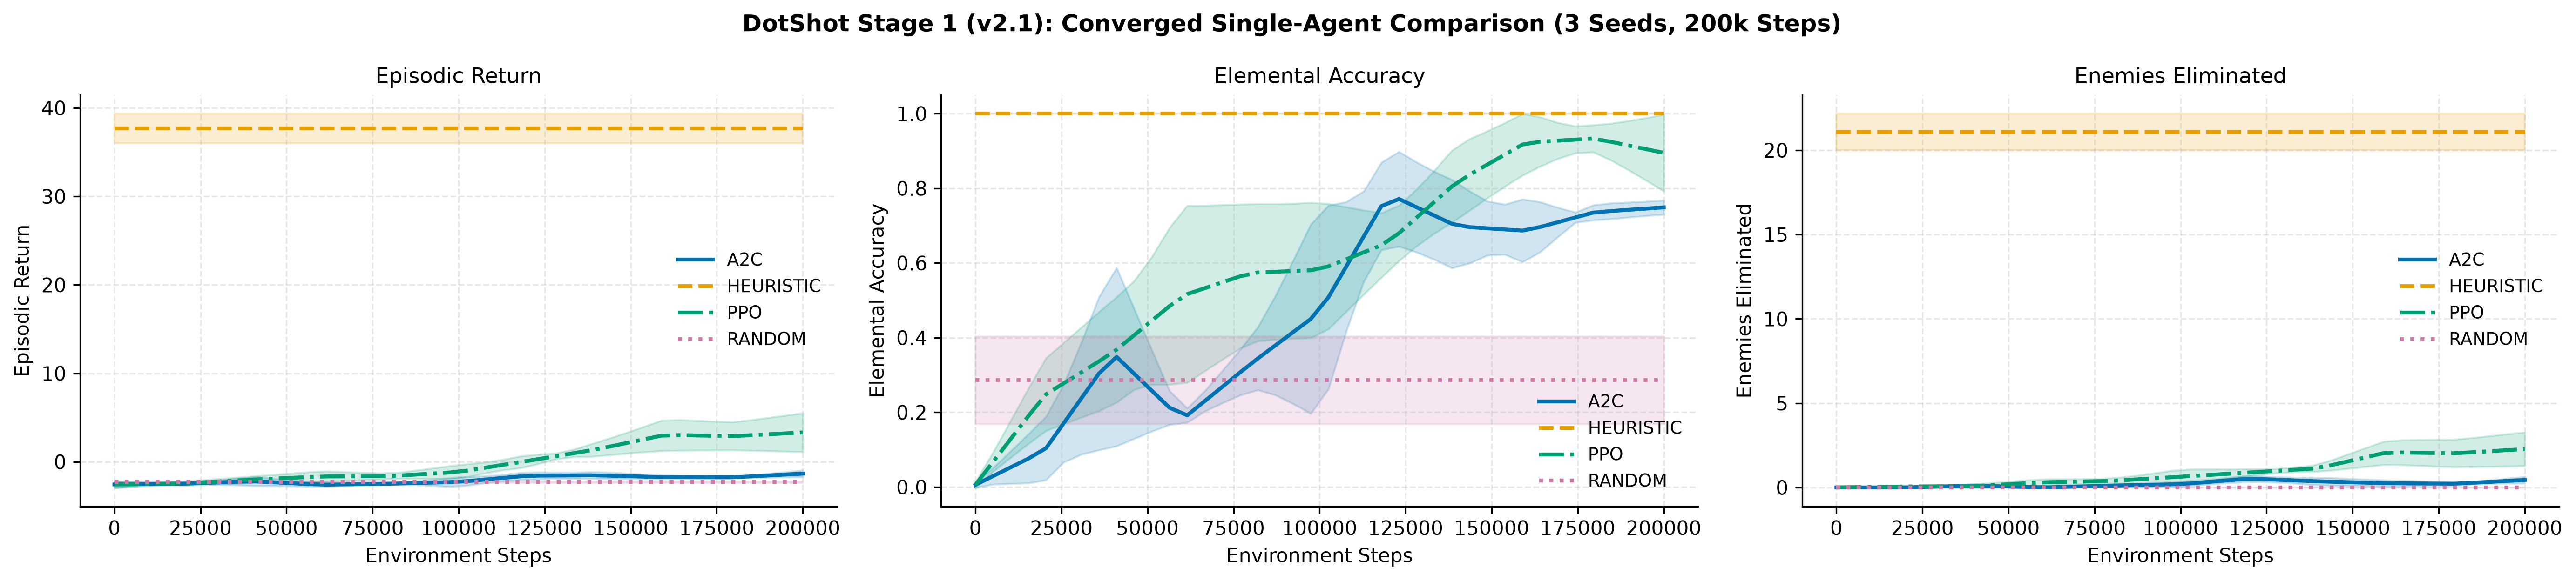 DotShot Stage 1 (v2.1): Converged Single-Agent Comparison (3 Seeds, 200k Steps)
Episodic Return
40
30
20
10
0
Episodic Return
A2C
HEURISTIC
PPO
RANDOM
0 25000 50000 75000 100000 125000 150000 175000 200000
Environment Steps
Elemental Accuracy
1.0
0.8
0.6
0.4
0.2
0.0
Elemental Accuracy
A2C
HEURISTIC
PPO
RANDOM
0 25000 50000 75000 100000 125000 150000 175000 200000
Environment Steps
Enemies Eliminated
20
15
10
5
0
Enemies Eliminated
A2C
HEURISTIC
PPO
RANDOM
0 25000 50000 75000 100000 125000 150000 175000 200000
Environment Steps